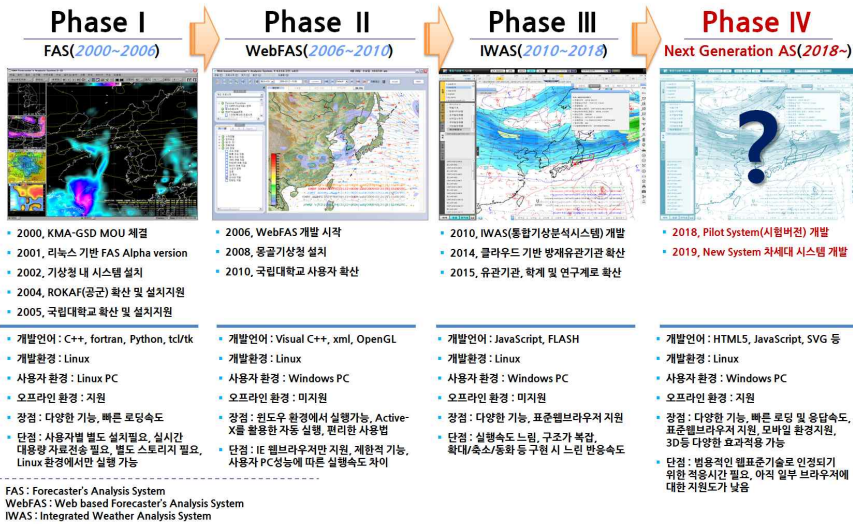 Phase I
FAS(2000~2006)
2000, KMA-GSD MOU 체결
2001, 리눅스 기반 FAS Alpha version
2002, 기상청 내 시스템 설치
2004, ROKAF(공군) 확산 및 설치지원
2005, 국립대학교 확산 및 설치지원
개발언어 : C++, fortran, Python, tcl/tk
개발환경 : Linux
사용자 환경 : Linux PC
오프라인 환경 : 지원
장점 : 다양한 기능, 빠른 로딩속도
단점 : 사용자별 별도 설치필요, 실시간
대용량 자료전송 필요, 별도 스토리지 필요,
Linux 환경에서만 실행 가능
Phase II
WebFAS(2006~2010)
2006, WebFAS 개발 시작
2008, 몽골기상청 설치
2010, 국립대학교 사용자 확산
개발언어 : Visual C++, xml, OpenGL
개발환경 : Linux
사용자 환경 : Windows PC
오프라인 환경 : 미지원
장점 : 윈도우 환경에서 실행가능, Active-
X를 활용한 자동 실행, 편리한 사용법
단점 : IE 웹브라우저만 지원, 제한적 기능,
사용자 PC성능에 따른 실행속도 차이
Phase III
IWAS(2010~2018)
2010, IWAS(통합기상분석시스템) 개발
2014, 클라우드 기반 방재유관기관 확산
2015, 유관기관, 학계 및 연구계로 확산
개발언어 : JavaScript, FLASH
개발환경 : Linux
사용자 환경 : Windows PC
오프라인 환경 : 미지원
장점 : 다양한 기능, 표준웹브라우저 지원
단점 : 실행속도 느림, 구조가 복잡,
확대/축소/동화 등 구현 시 느린 반응속도
Phase IV
Next Generation AS(2018~)
?
2018, Pilot System(시험버전) 개발
2019, New System 차세대 시스템 개발
개발언어 : HTML5, JavaScript, SVG 등
개발환경 : Linux
사용자 환경 : Windows PC
오프라인 환경 : 미지원
장점 : 다양한 기능, 빠른 로딩 및 응답속도,
표준웹브라우저 지원, 모바일 환경지원,
3D등 다양한 효과적용 가능
단점 : 범용적인 웹표준기술로 인정되기
위한 적응시간 필요, 아직 일부 브라우저에
대한 지원도가 낮음
FAS : Forecaster's Analysis System
WebFAS : Web based Forecaster's Analysis System
IWAS : Integrated Weather Analysis System